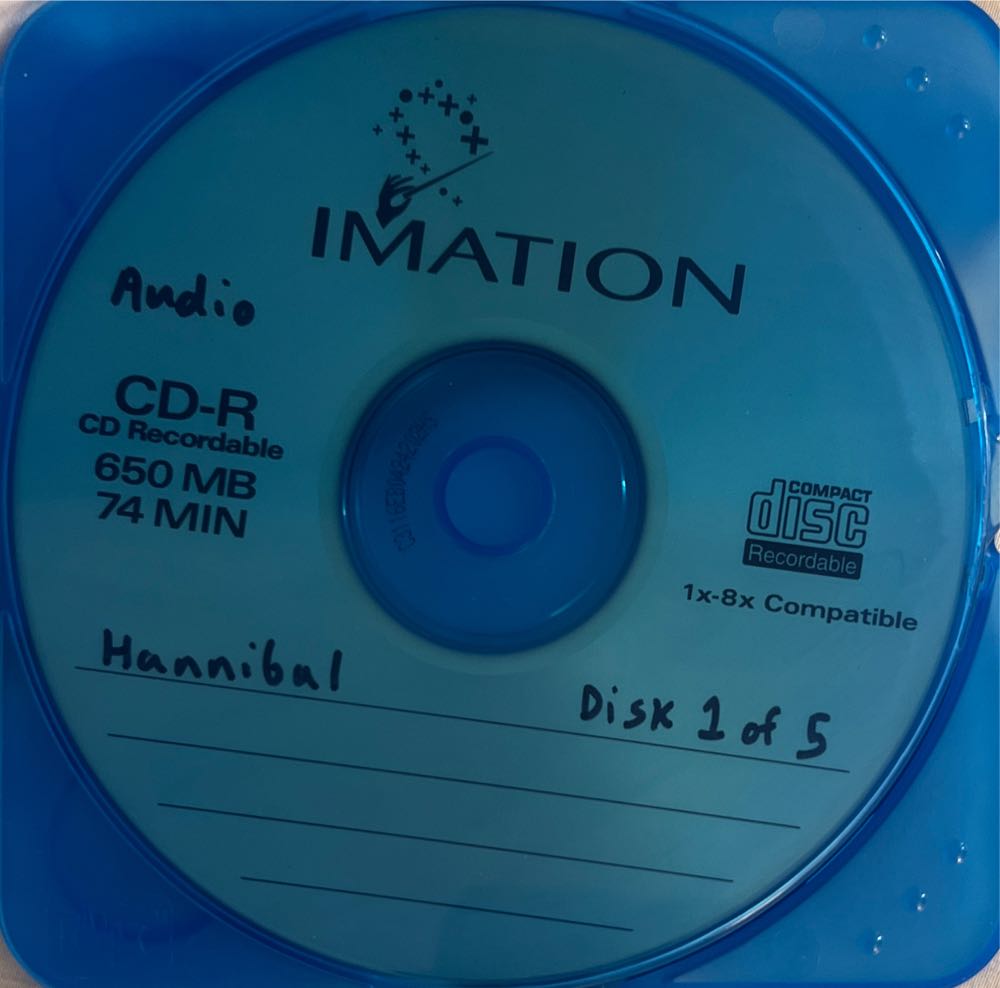 IMATION
Audio
CD-R
CD Recordable
650 MB
74 MIN
COMPACT
disc
Recordable
1x-8x Compatible
Hannibal
Disk 1 of 5